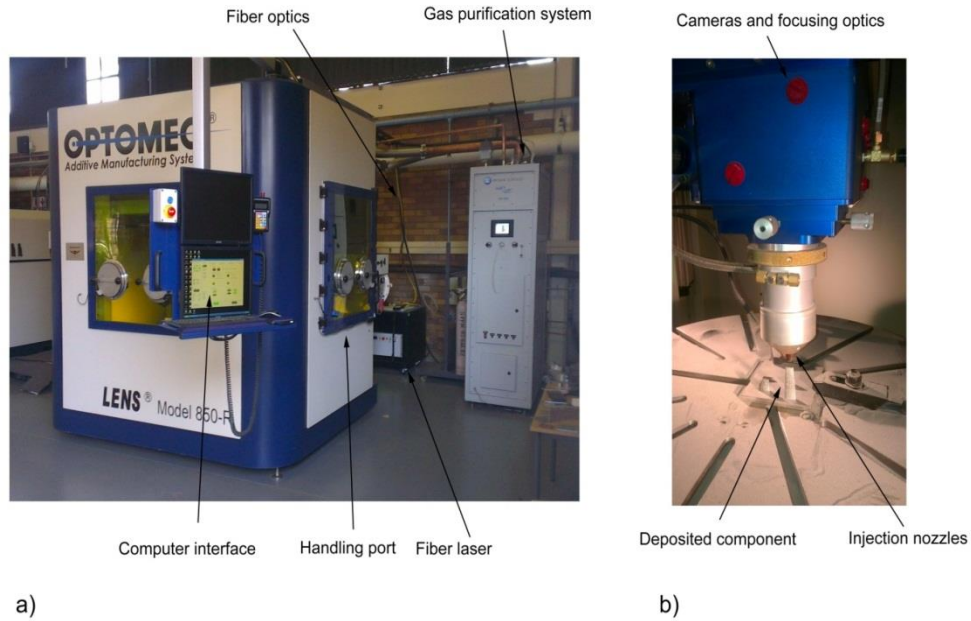 Fiber optics
Gas purification system
Cameras and focusing optics
OPTOMEC®
Additive Manufacturing System
LENS® Model 850-R
Computer interface
Handling port
Fiber laser
Deposited component
Injection nozzles
a)
b)